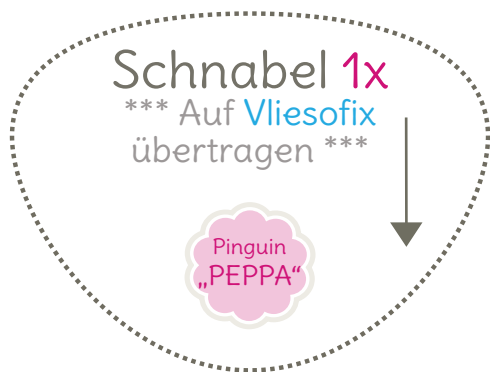 Schnabel 1x
*** Auf Vliesofix
übertragen ***
Pinguin
„PEPPA“